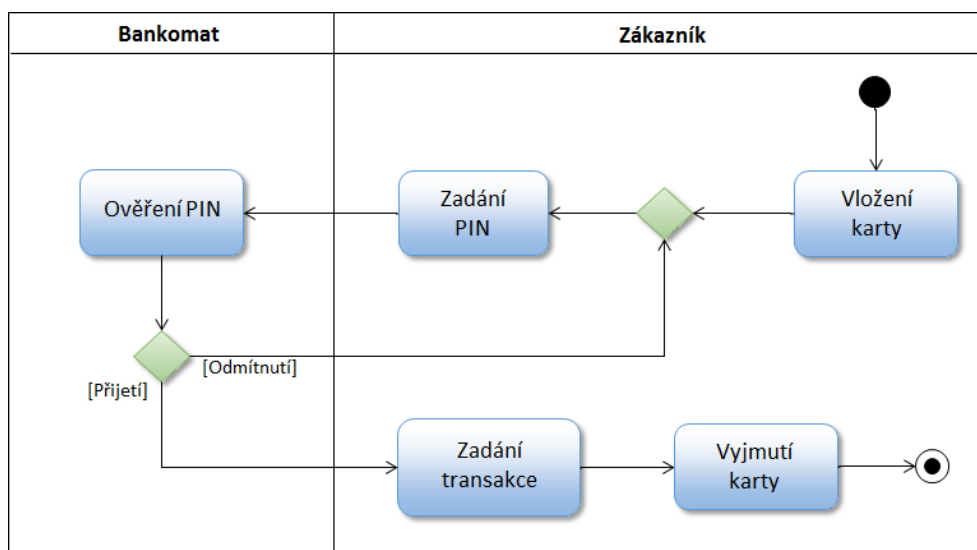 Bankomat
Zákazník
Ověření PIN
Zadání
PIN
Vložení
karty
[Odmítnutí]
[Přijetí]
Zadání
transakce
Vyjmutí
karty